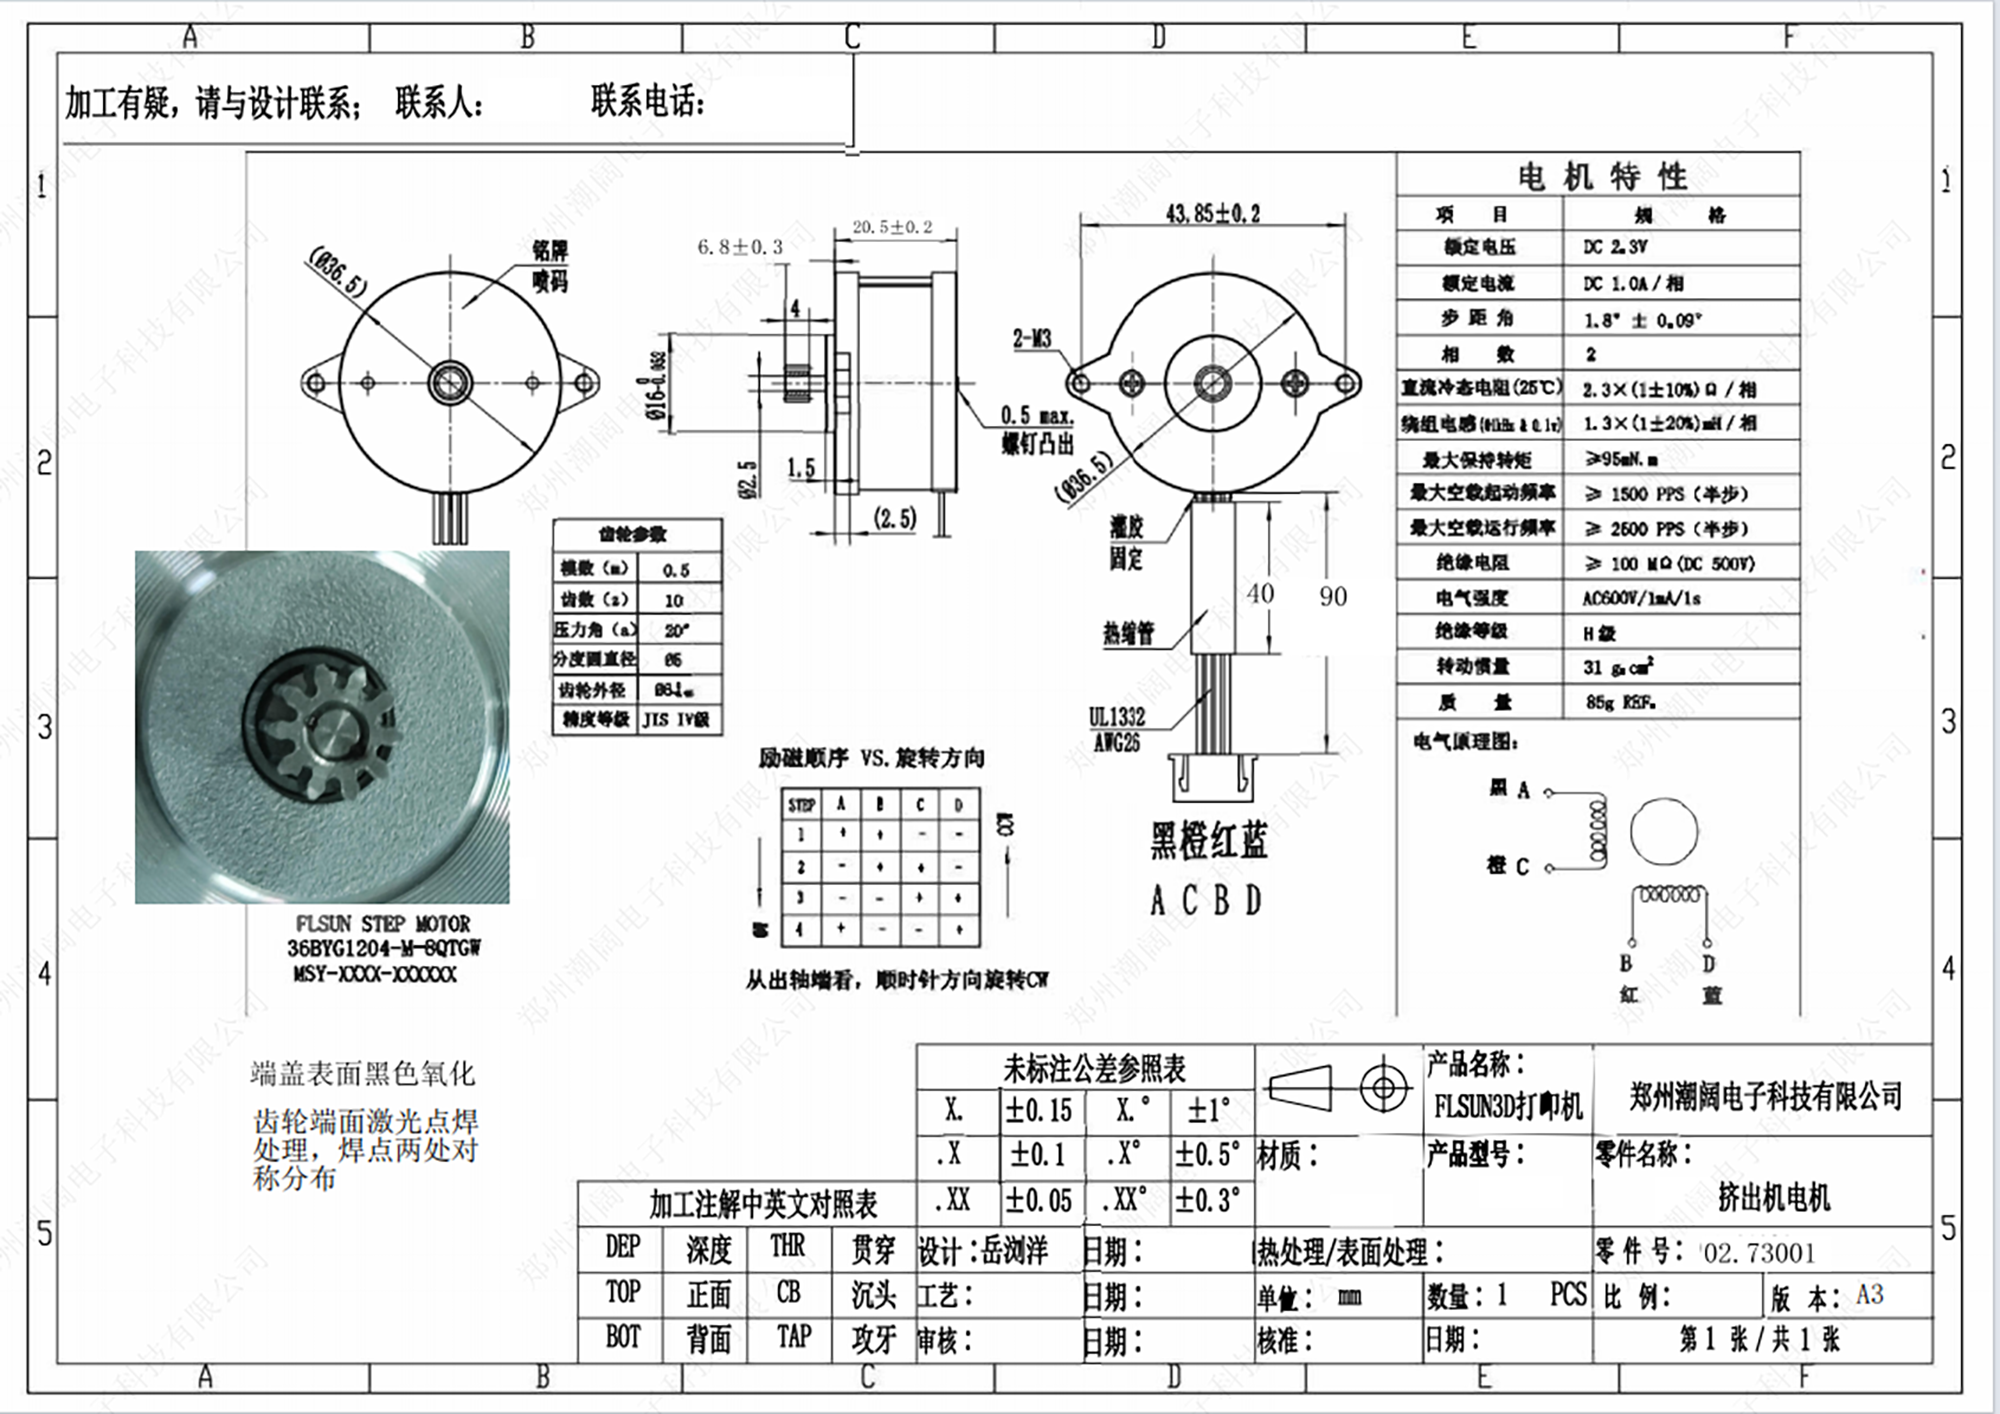 A B C D E F
加工有疑，请与设计联系； 联系人： 联系电话：
1 1
铭牌
喷码
(Ø36.5)
6.8±0.3
20.5±0.2
4
Ø16-0.052
0
Ø2.5
1.5
(2.5)
0.5 max.
螺钉凸出
43.85±0.2
2-M3
(Ø36.5)
灌胶
固定
热缩管
40
90
UL1332
AWG26
黑橙红蓝
A C B D
电机特性
项 目 规 格
额定电压 DC 2.3V
额定电流 DC 1.0A/相
步距角 1.8° ± 0.09°
相 数 2
直流冷态电阻(25℃) 2.3×(1±10%)Ω/相
绕组电感(@1kHz & 0.1v) 1.3×(1±20%)mH/相
最大保持转矩 ≥95mN.m
最大空载起动频率 ≥ 1500 PPS (半步)
最大空载运行频率 ≥ 2500 PPS (半步)
绝缘电阻 ≥ 100 MΩ(DC 500V)
电气强度 AC600V/1mA/1s
绝缘等级 H级
转动惯量 31 g.cm²
质 量 85g REF.
电气原理图：
黑 A
橙 C
B D
红 蓝
2 2
齿轮参数
模数 (m) 0.5
齿数 (z) 10
压力角 (a) 20°
分度圆直径 Ø5
齿轮外径
精度等级 JIS IV级
3 3
励磁顺序 VS.旋转方向
STEP A B C D
1 + + - -
2 - + + -
3 - - + +
4 + - - +
CW
CCW
从出轴端看，顺时针方向旋转CW
FLSUN STEP MOTOR
36BYG1204-M-8QTGW
MSY-XXXX-XXXXXX
4 4
端盖表面黑色氧化
齿轮端面激光点焊
处理，焊点两处对
称分布
未标注公差参照表
X. ±0.15 X.° ±1°
.X ±0.1 .X° ±0.5°
.XX ±0.05 .XX° ±0.3°
产品名称：
FLSUN3D打印机
郑州潮阔电子科技有限公司
材质： 产品型号： 零件名称：
挤出机电机
5 5
加工注解中英文对照表
DEP 深度 THR 贯穿 设计：岳浏洋 日期： 热处理/表面处理： 零件号： 02.73001
TOP 正面 CB 沉头 工艺： 日期： 单位： mm 数量：1 PCS 比 例： 版 本： A3
BOT 背面 TAP 攻牙 审核： 日期： 核准： 日期： 第 1 张 / 共 1 张
A B C D E F